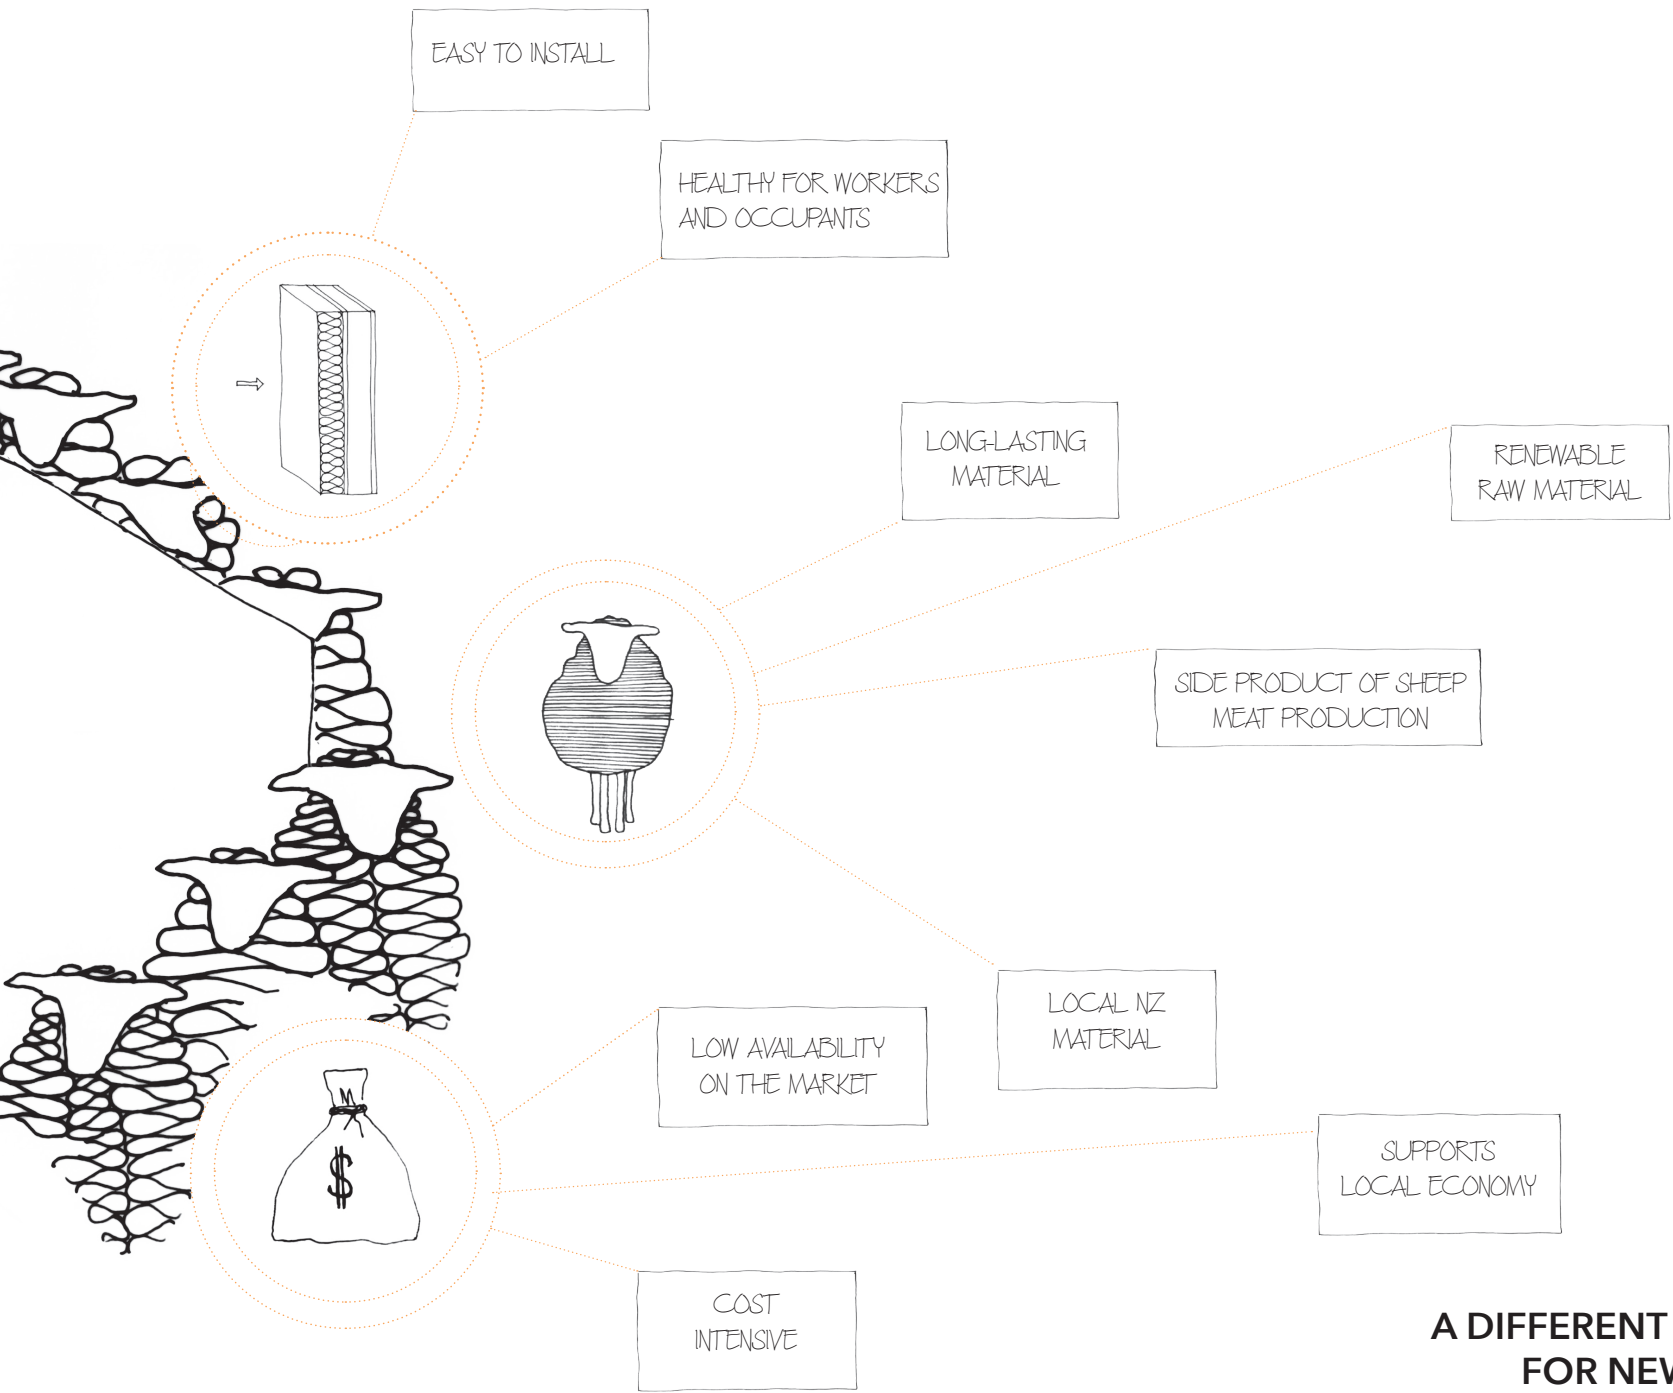 EASY TO INSTALL
HEALTHY FOR WORKERS
AND OCCUPANTS
LONG-LASTING
MATERIAL
RENEWABLE
RAW MATERIAL
SIDE PRODUCT OF SHEEP
MEAT PRODUCTION
LOCAL NZ
MATERIAL
LOW AVAILABILITY
ON THE MARKET
$
SUPPORTS
LOCAL ECONOMY
COST
INTENSIVE
A DIFFERENT
FOR NEW